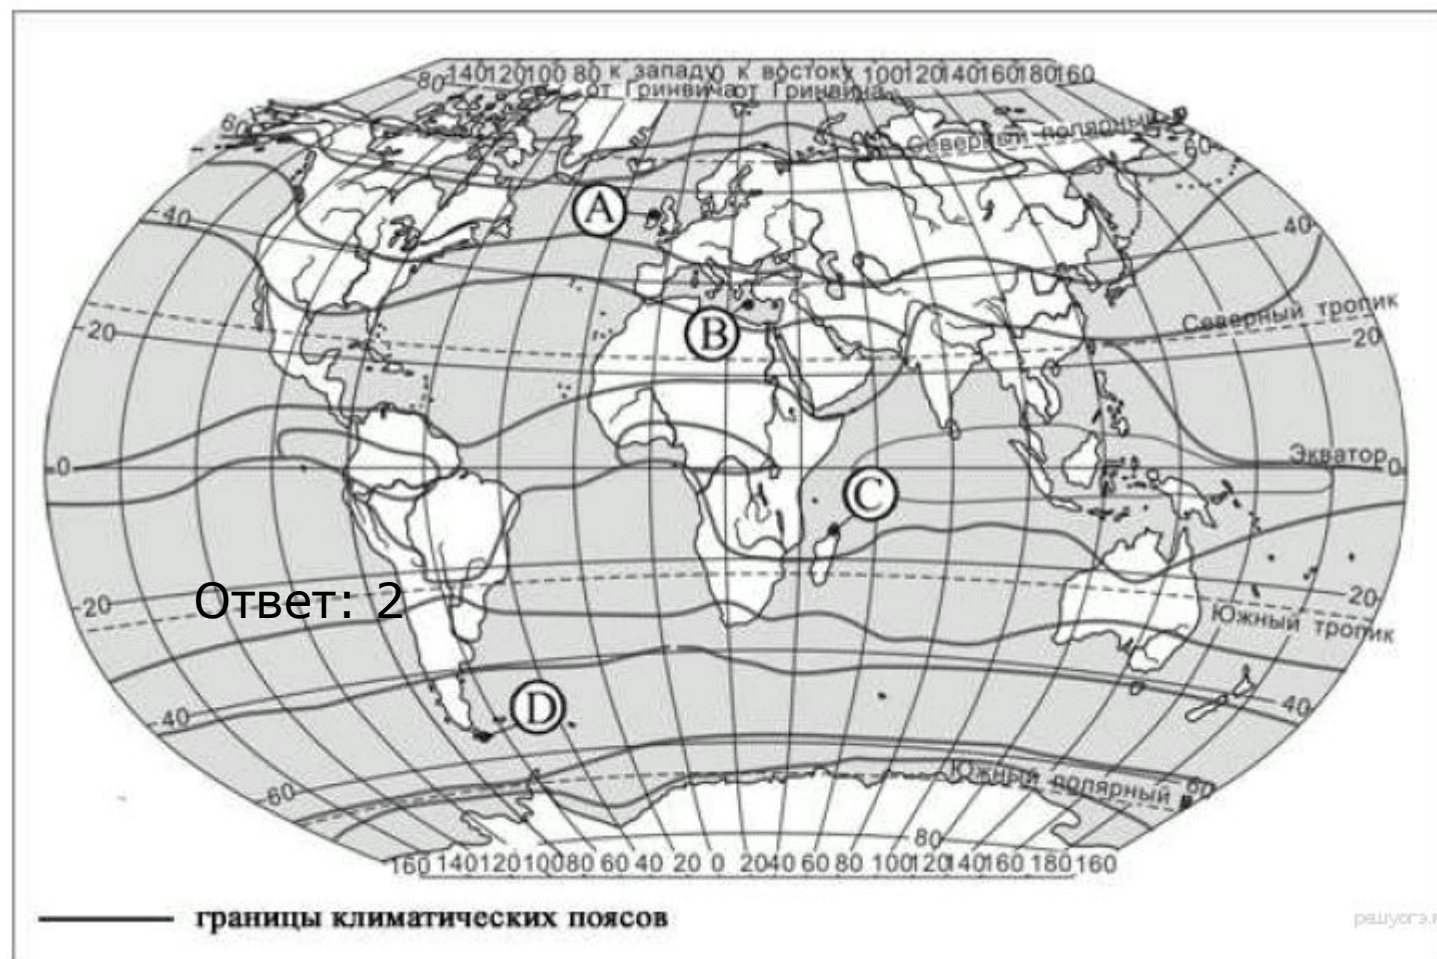 80 140 120 100 80 к западу 0 к востоку 100 120 140 160 180 160
от Гринвича от Гринвича
60 Северный полярный 60
A
40 40
B
Северный тропик
20 20
Экватор
0 0
C
Ответ: 2
20 20
Южный тропик
D
40 40
Южный полярный
60 60
80
160 140 120 100 80 60 40 20 0 20 40 60 80 100 120 140 160 180 160
границы климатических поясов